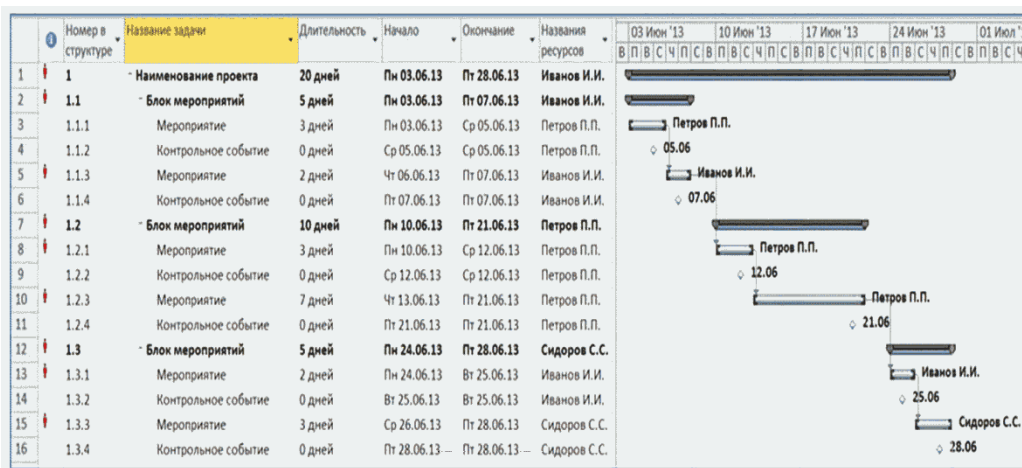 Номер в структуре Название задачи Длительность Начало Окончание Названия ресурсов 03 Июн '13 10 Июн '13 17 Июн '13 24 Июн '13 01 Июл '
В П В С Ч П С В П В С Ч П С В П В С Ч П С В П В С Ч П С В П В С Ч
1 1 - Наименование проекта 20 дней Пн 03.06.13 Пт 28.06.13 Иванов И.И.
2 1.1 - Блок мероприятий 5 дней Пн 03.06.13 Пт 07.06.13 Иванов И.И.
3 1.1.1 Мероприятие 3 дней Пн 03.06.13 Ср 05.06.13 Петров П.П. Петров П.П.
4 1.1.2 Контрольное событие 0 дней Ср 05.06.13 Ср 05.06.13 Петров П.П. 05.06
5 1.1.3 Мероприятие 2 дней Чт 06.06.13 Пт 07.06.13 Иванов И.И. Иванов И.И.
6 1.1.4 Контрольное событие 0 дней Пт 07.06.13 Пт 07.06.13 Иванов И.И. 07.06
7 1.2 - Блок мероприятий 10 дней Пн 10.06.13 Пт 21.06.13 Петров П.П.
8 1.2.1 Мероприятие 3 дней Пн 10.06.13 Ср 12.06.13 Петров П.П. Петров П.П.
9 1.2.2 Контрольное событие 0 дней Ср 12.06.13 Ср 12.06.13 Петров П.П. 12.06
10 1.2.3 Мероприятие 7 дней Чт 13.06.13 Пт 21.06.13 Петров П.П. Петров П.П.
11 1.2.4 Контрольное событие 0 дней Пт 21.06.13 Пт 21.06.13 Петров П.П. 21.06
12 1.3 - Блок мероприятий 5 дней Пн 24.06.13 Пт 28.06.13 Сидоров С.С.
13 1.3.1 Мероприятие 2 дней Пн 24.06.13 Вт 25.06.13 Иванов И.И. Иванов И.И.
14 1.3.2 Контрольное событие 0 дней Вт 25.06.13 Вт 25.06.13 Иванов И.И. 25.06
15 1.3.3 Мероприятие 3 дней Ср 26.06.13 Пт 28.06.13 Сидоров С.С. Сидоров С.С.
16 1.3.4 Контрольное событие 0 дней Пт 28.06.13 Пт 28.06.13 Сидоров С.С. 28.06